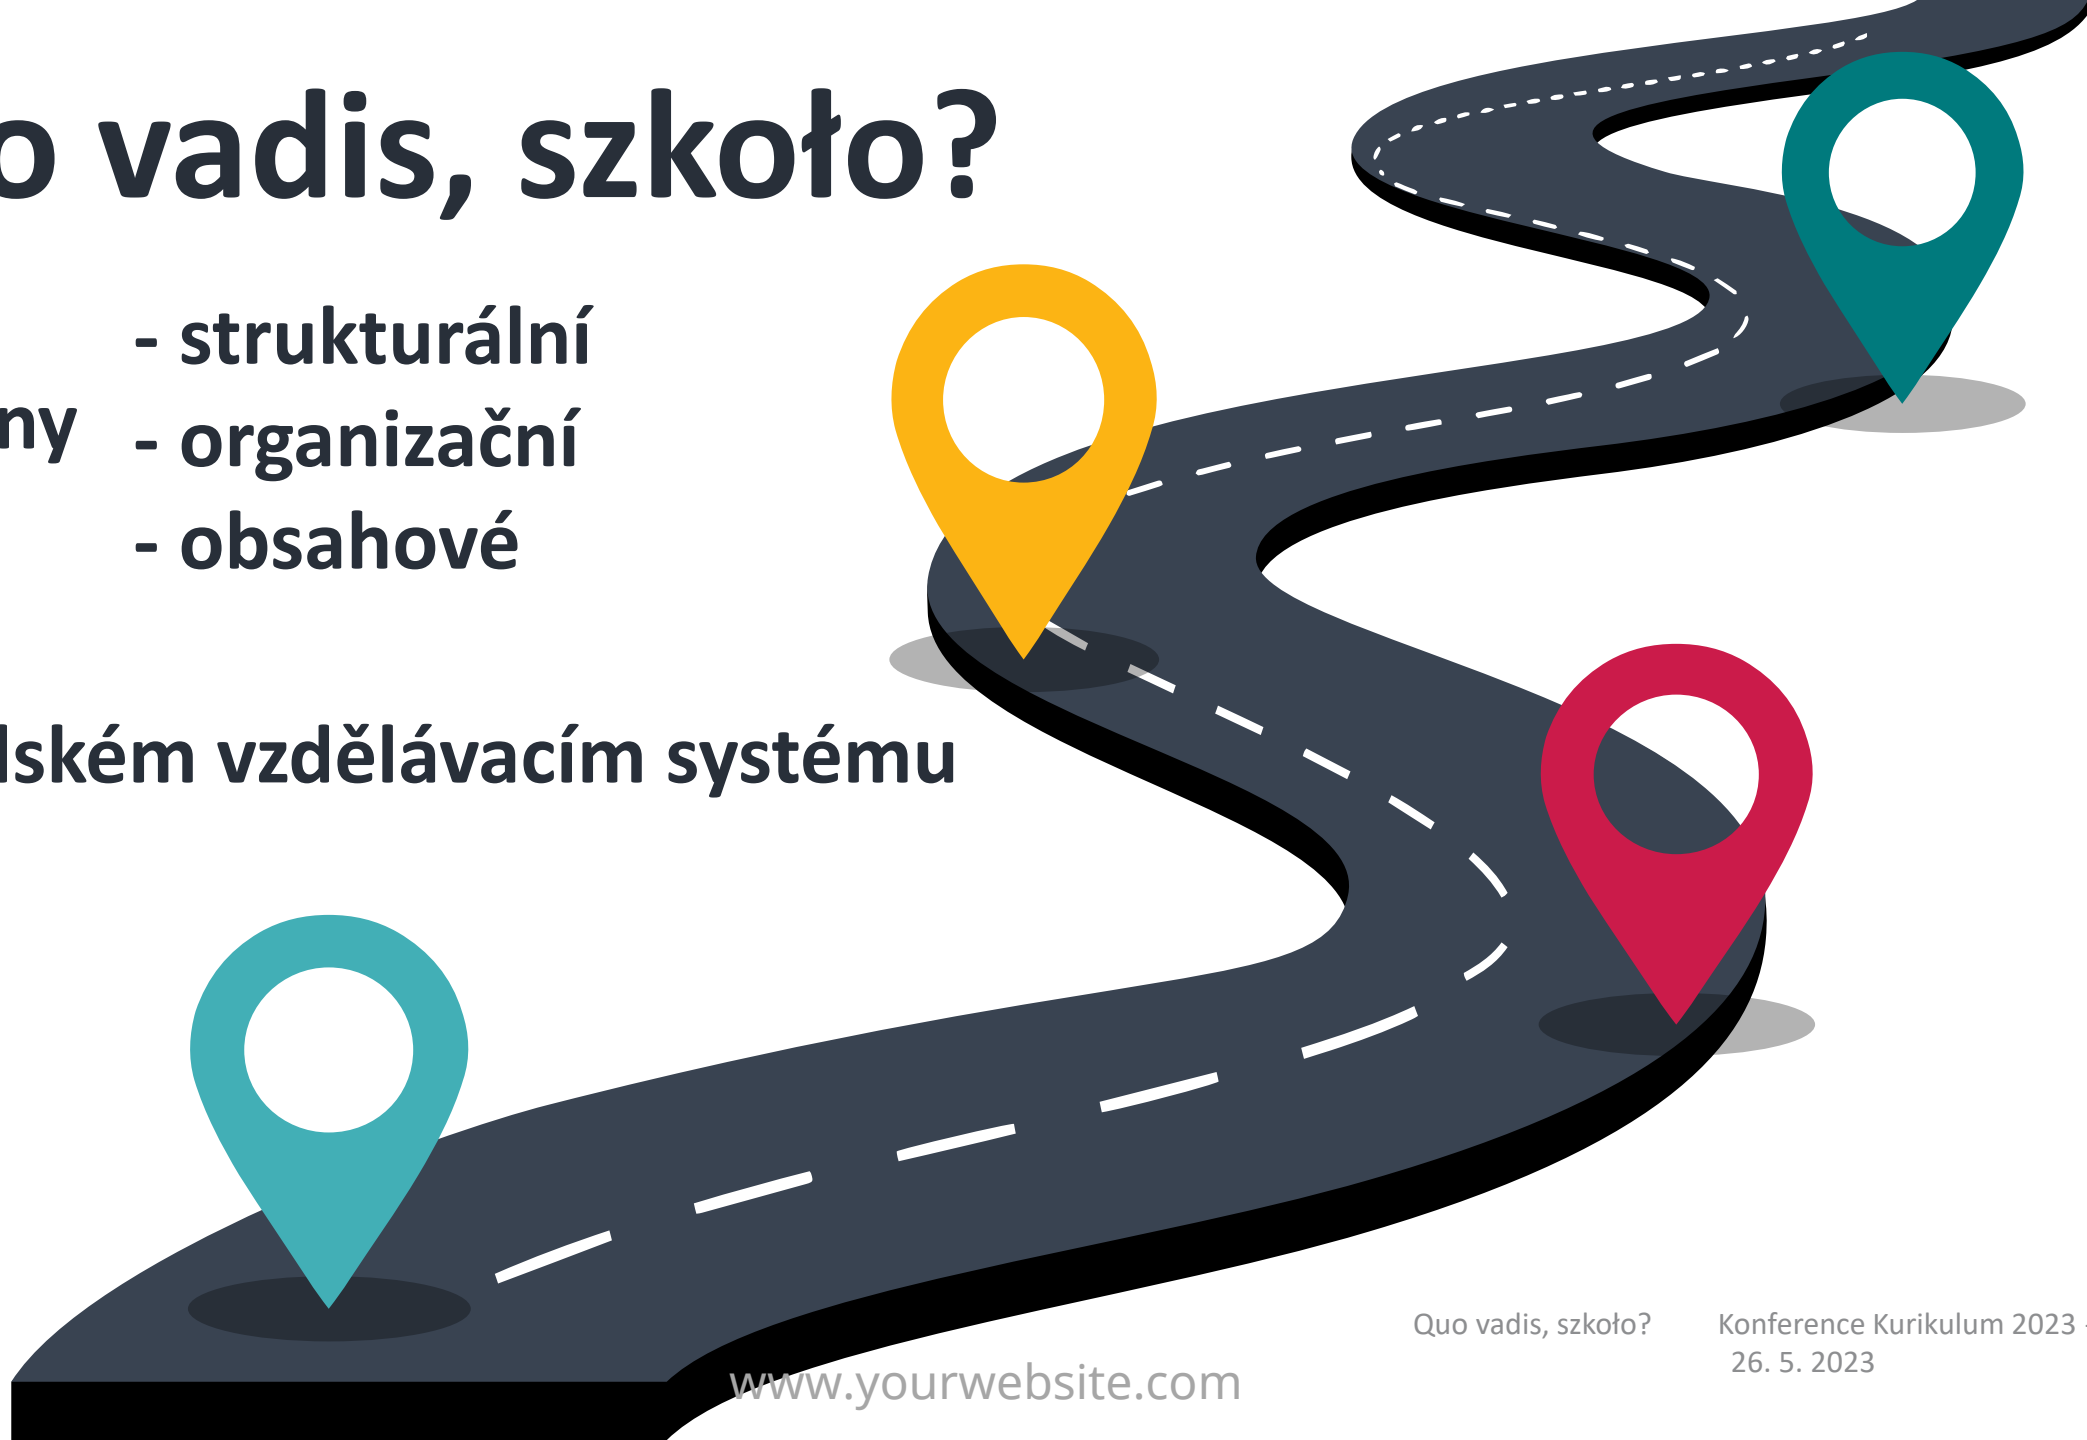 o vadis, szkoło?
- strukturální
ny - organizační
- obsahové
lském vzdělávacím systému
Quo vadis, szkoło? Konference Kurikulum 2023 -
26. 5. 2023
www.yourwebsite.com